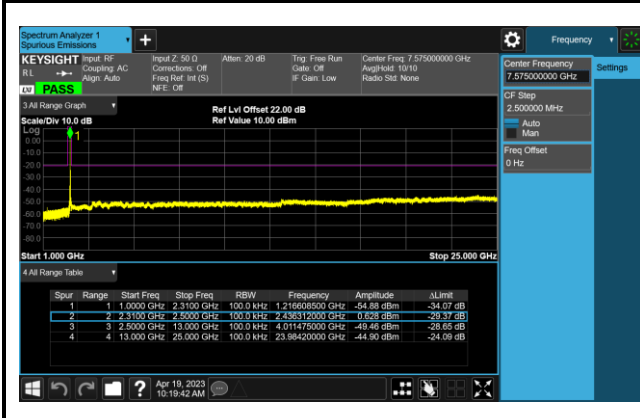 Spectrum Analyzer 1
Spurious Emissions
+
Frequency
KEYSIGHT
RL
Input: RF
Coupling: AC
Align: Auto
Input Z: 50 Ω
Corrections: Off
Freq Ref: Int (S)
NFE: Off
Atten: 20 dB
Trig: Free Run
Gate: Off
IF Gain: Low
Center Freq: 7.575000000 GHz
Avg|Hold: 10/10
Radio Std: None
LXI
PASS
Center Frequency
7.575000000 GHz
Settings
CF Step
2.500000 MHz
Auto
Man
Freq Offset
0 Hz
3 All Range Graph
Scale/Div 10.0 dB
Ref Lvl Offset 22.00 dB
Ref Value 10.00 dBm
Log
1
0.00
-10.0
-20.0
-30.0
-40.0
-50.0
-60.0
-70.0
-80.0
Start 1.000 GHz
Stop 25.000 GHz
4 All Range Table
Spur Range Start Freq Stop Freq RBW Frequency Amplitude ΔLimit
1 1 1.0000 GHz 2.3100 GHz 100.0 kHz 1.216608500 GHz -54.88 dBm -34.07 dB
2 2 2.3100 GHz 2.5000 GHz 100.0 kHz 2.436312000 GHz 0.628 dBm -29.37 dB
3 3 2.5000 GHz 13.000 GHz 100.0 kHz 4.011475000 GHz -49.46 dBm -28.65 dB
4 4 13.000 GHz 25.000 GHz 100.0 kHz 23.98420000 GHz -44.90 dBm -24.09 dB
?
Apr 19, 2023
10:19:42 AM